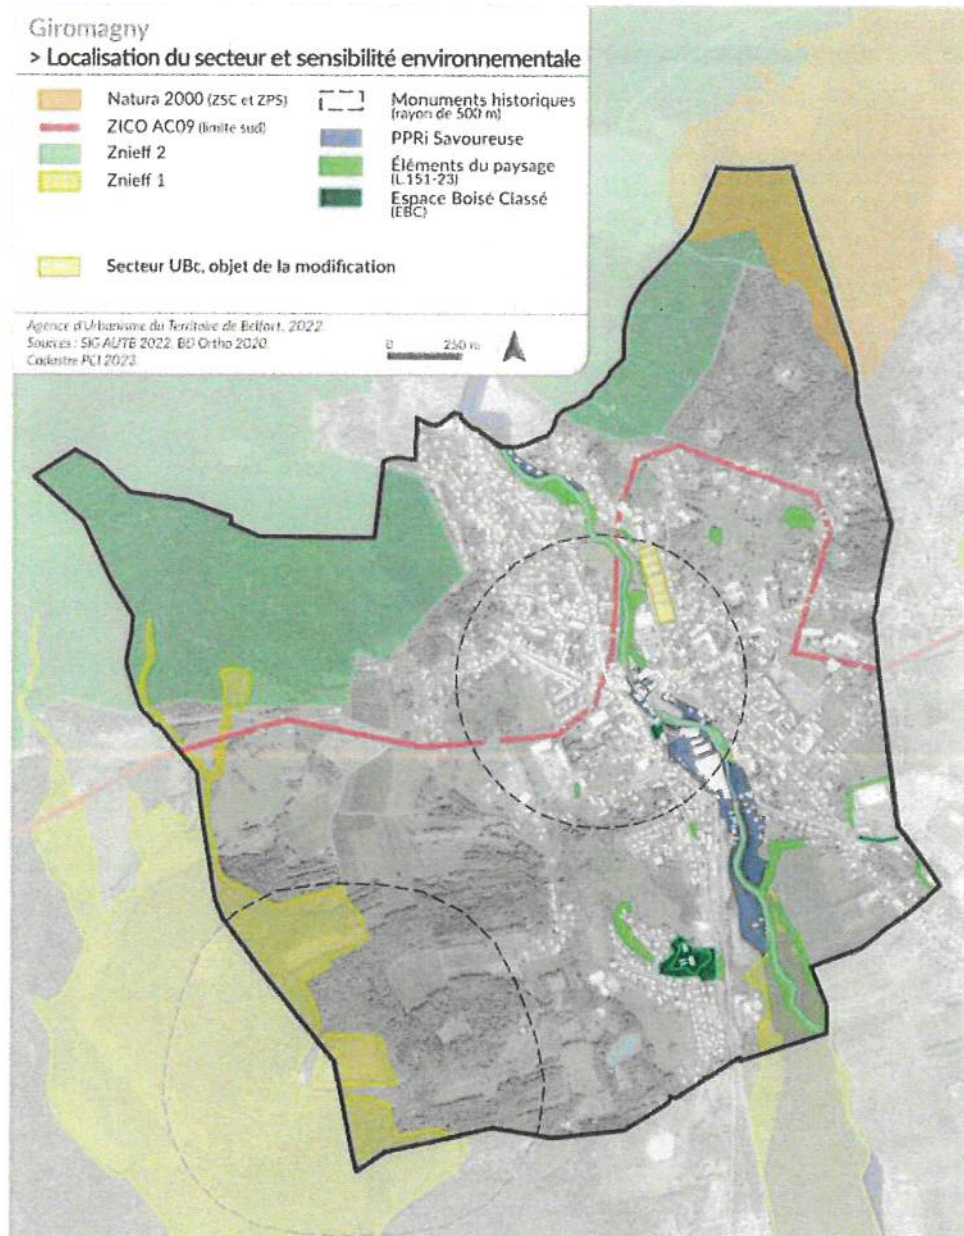 Giromagny
> Localisation du secteur et sensibilité environnementale
Natura 2000 (ZSC et ZPS)
ZICO AC09 (limite sud)
Znieff 2
Znieff 1
Monuments historiques
(rayon de 500 m)
PPRi Savoureuse
Éléments du paysage
(L.151-23)
Espace Boisé Classé
(EBC)
Secteur UBc, objet de la modification
Agence d'Urbanisme du Territoire de Belfort, 2022
Sources : SIG AUTB 2022, BD Ortho 2020,
Cadastre PCI 2023.
0 250 m